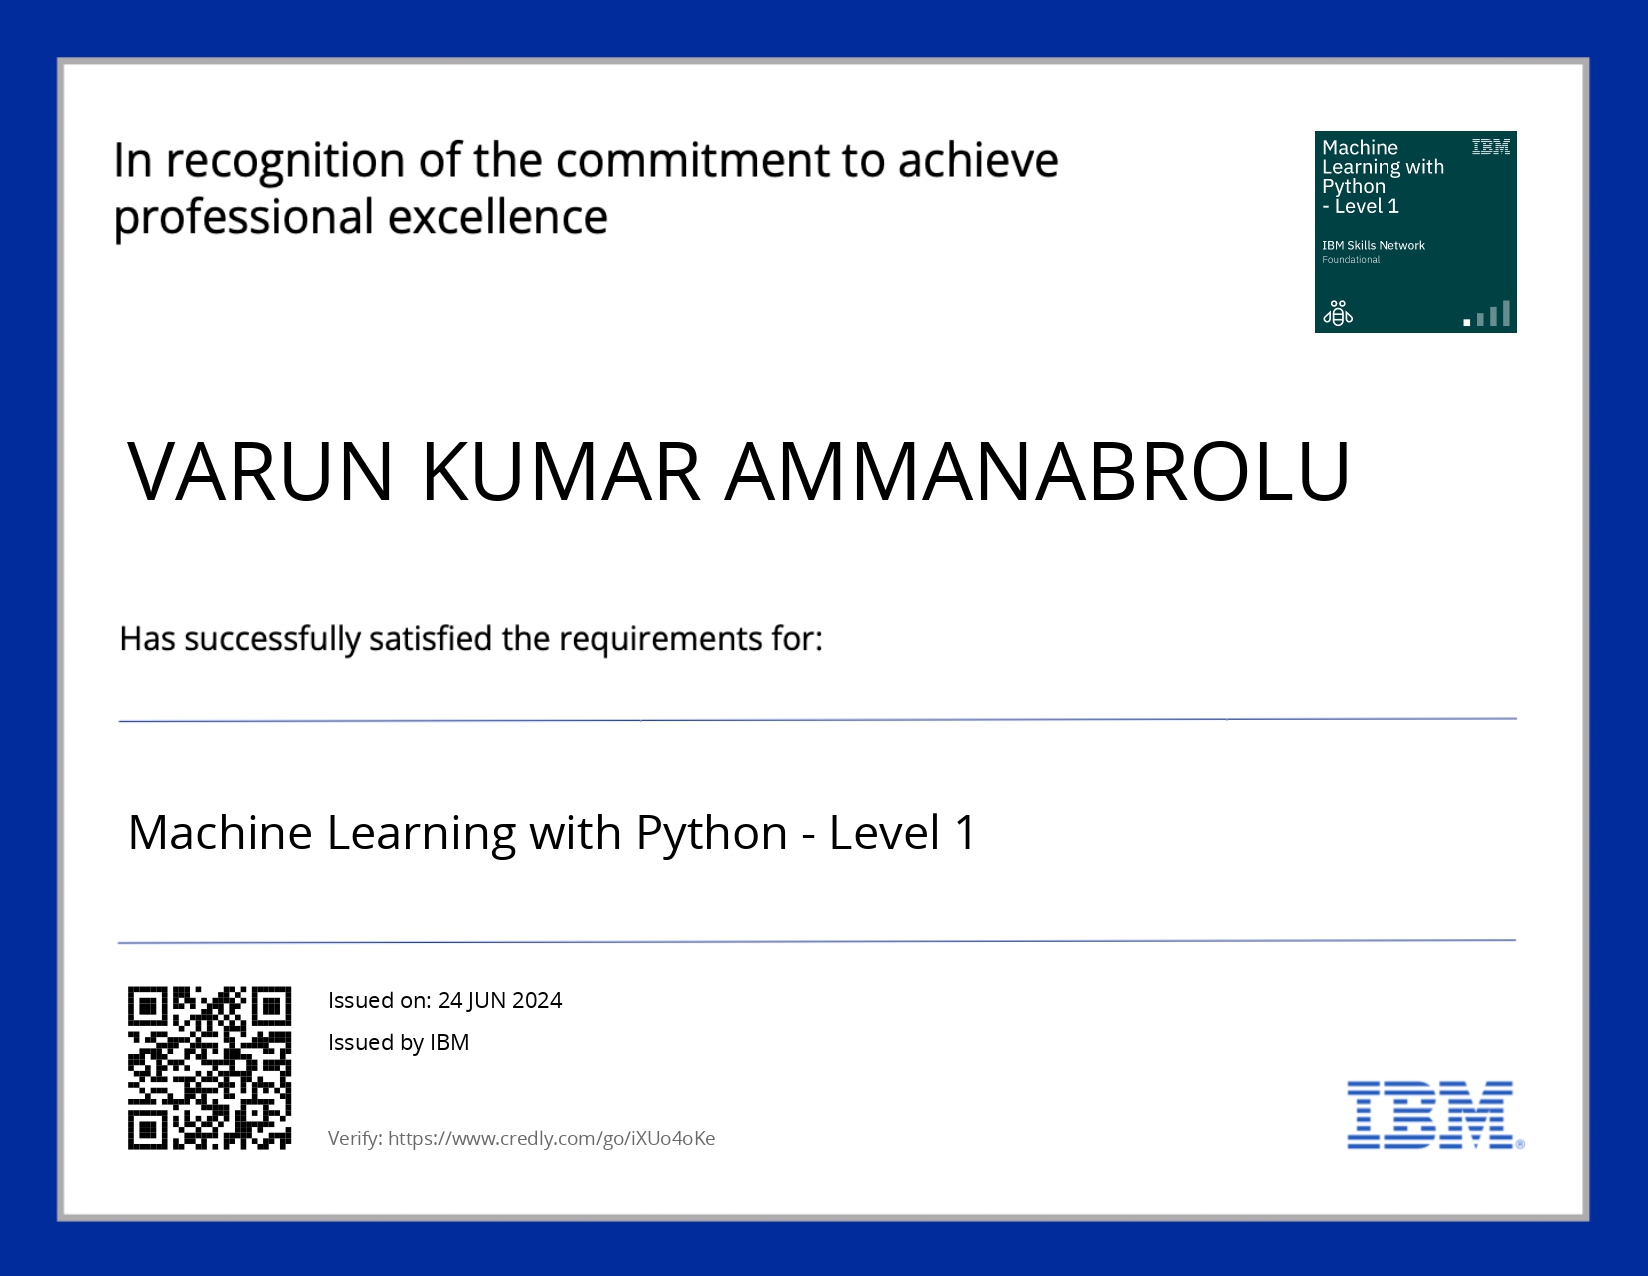 In recognition of the commitment to achieve
professional excellence
Machine
Learning with
Python
- Level 1
IBM
IBM Skills Network
Foundational
VARUN KUMAR AMMANABROLU
Has successfully satisfied the requirements for:
Machine Learning with Python - Level 1
Issued on: 24 JUN 2024
Issued by IBM
Verify: https://www.credly.com/go/iXUo4oKe
IBM®